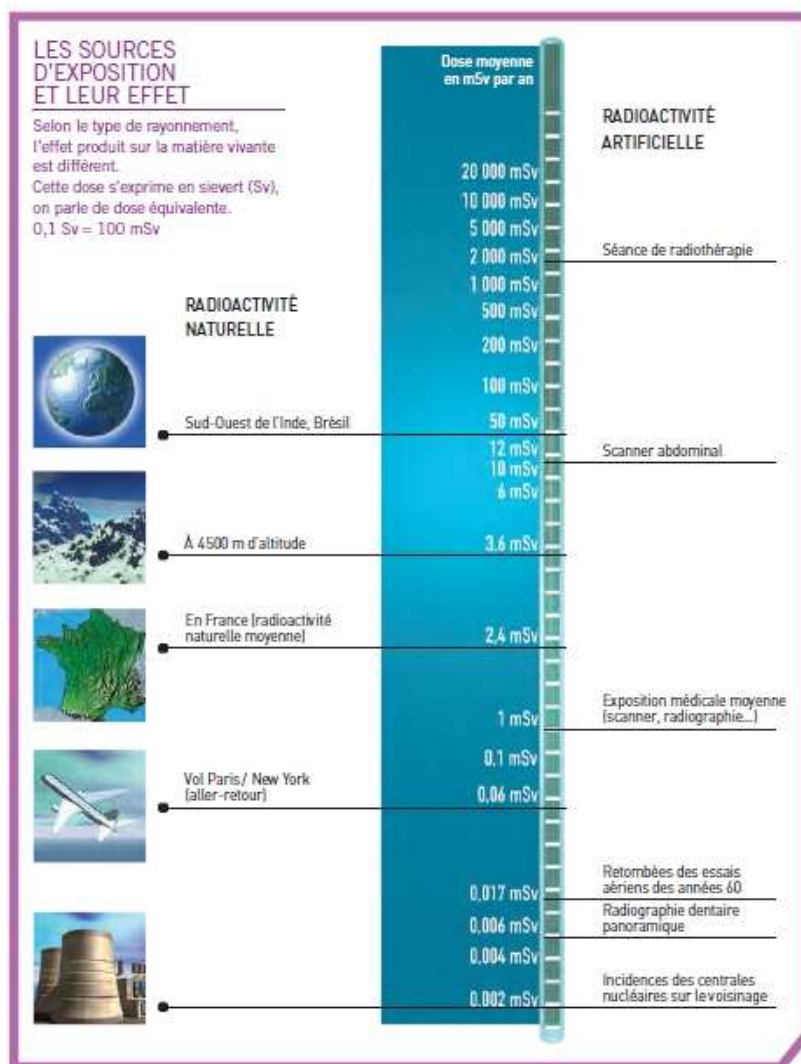 LES SOURCES
D'EXPOSITION
ET LEUR EFFET
Selon le type de rayonnement,
l'effet produit sur la matière vivante
est différent.
Cette dose s'exprime en sievert (Sv),
on parle de dose équivalente.
0,1 Sv = 100 mSv
Dose moyenne
en mSv par an
RADIOACTIVITÉ
ARTIFICIELLE
20 000 mSv
10 000 mSv
5 000 mSv
2 000 mSv
Séance de radiothérapie
1 000 mSv
RADIOACTIVITÉ
NATURELLE
500 mSv
200 mSv
100 mSv
Sud-Ouest de l'Inde, Brésil
50 mSv
12 mSv
Scanner abdominal
10 mSv
6 mSv
À 4500 m d'altitude
3.6 mSv
En France (radioactivité
naturelle moyenne)
2,4 mSv
Exposition médicale moyenne
(scanner, radiographie...)
1 mSv
0,1 mSv
Vol Paris/ New York
(aller-retour)
0,06 mSv
Retombées des essais
aériens des années 60
0,017 mSv
Radiographie dentaire
panoramique
0,006 mSv
0,004 mSv
Incidences des centrales
nucléaires sur le voisinage
0,002 mSv